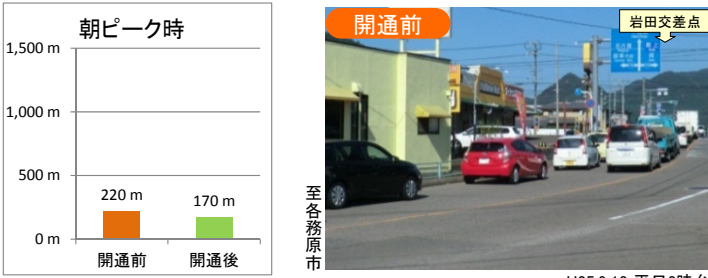 朝ピーク時
1,500 m
1,000 m
500 m
0 m
220 m
170 m
開通前
開通後
開通前
岩田交差点
至各務原市